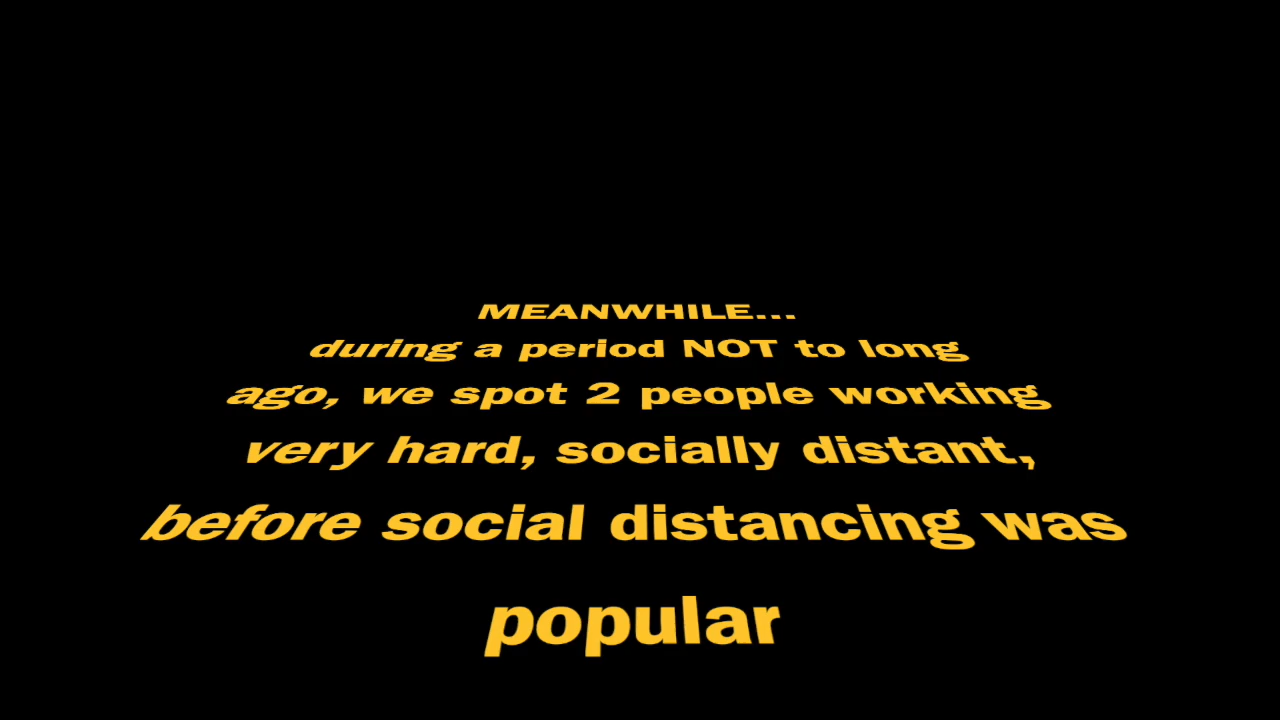 MEANWHILE...
during a period NOT to long
ago, we spot 2 people working
very hard, socially distant,
before social distancing was
popular